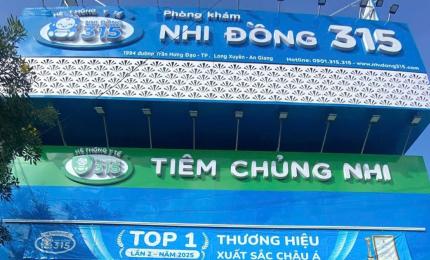 Phòng khám
HỆ THỐNG Y TẾ
NHI ĐỒNG 315
315
1994 đường Trần Hưng Đạo - TP. Long Xuyên - An Giang
Hotline: 0901.315.315 - www.nhidong315.com
HỆ THỐNG Y TẾ
315
TIÊM CHỦNG NHI
315
TOP 1
LẦN 2 - NĂM 2025
THƯƠNG HIỆU
XUẤT SẮC CHÂU Á